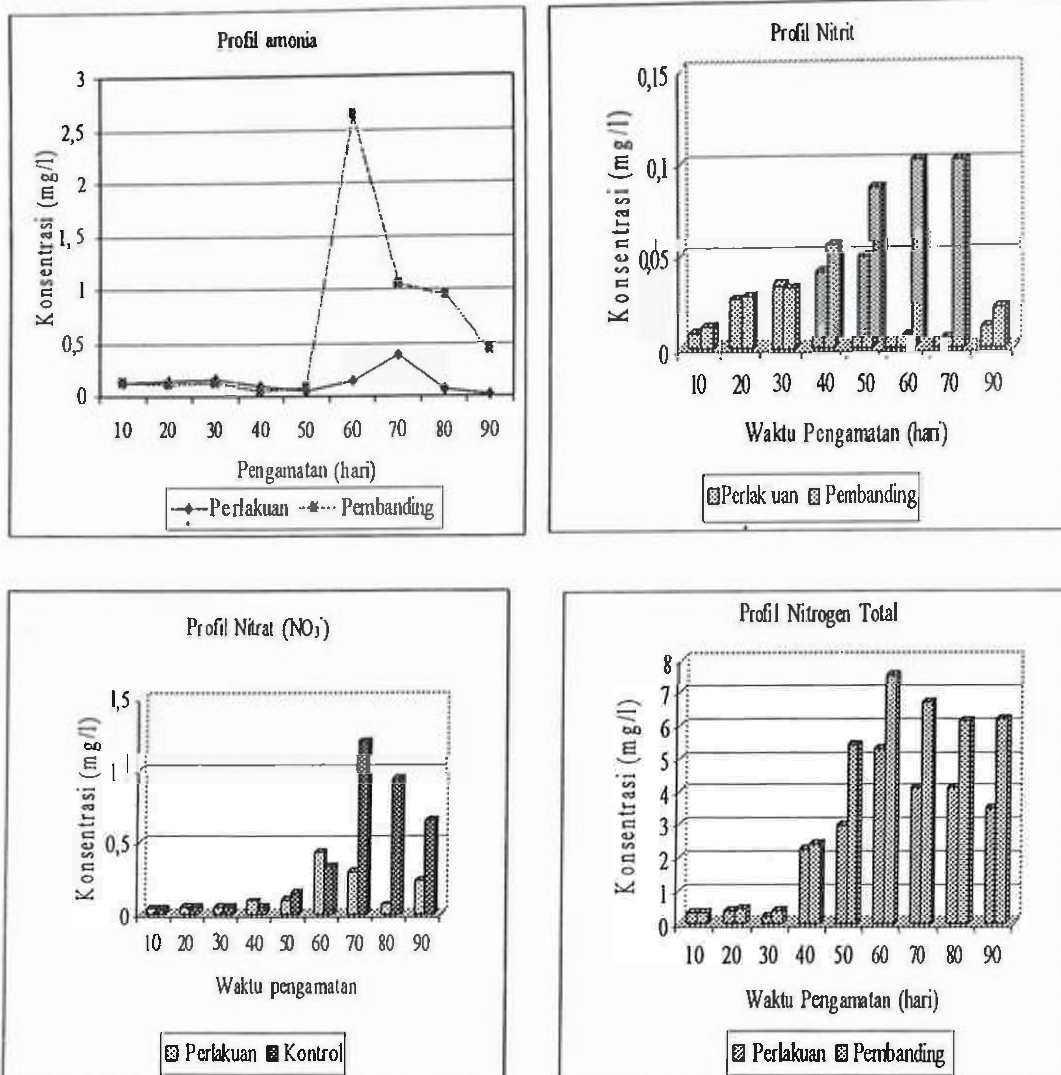 Profil amonia
Konsentrasi (mg/l)
3
2,5
2
1,5
1
0,5
0
10 20 30 40 50 60 70 80 90
Pengamatan (hari)
Perlakuan Pembanding
Profil Nitrit
Konsentrasi (mg/l)
0,15
0,1
0,05
0
10 20 30 40 50 60 70 90
Waktu Pengamatan (hari)
Perlak uan Pembanding
Profil Nitrat (NO₃⁻)
Konsentrasi (mg/l)
1,5
1
0,5
0
10 20 30 40 50 60 70 80 90
Waktu pengamatan
Perlakuan Kontrol
Profil Nitrogen Total
Konsentrasi (mg/l)
8
7
6
5
4
3
2
1
0
10 20 30 40 50 60 70 80 90
Waktu Pengamatan (hari)
Perlakuan Pembanding